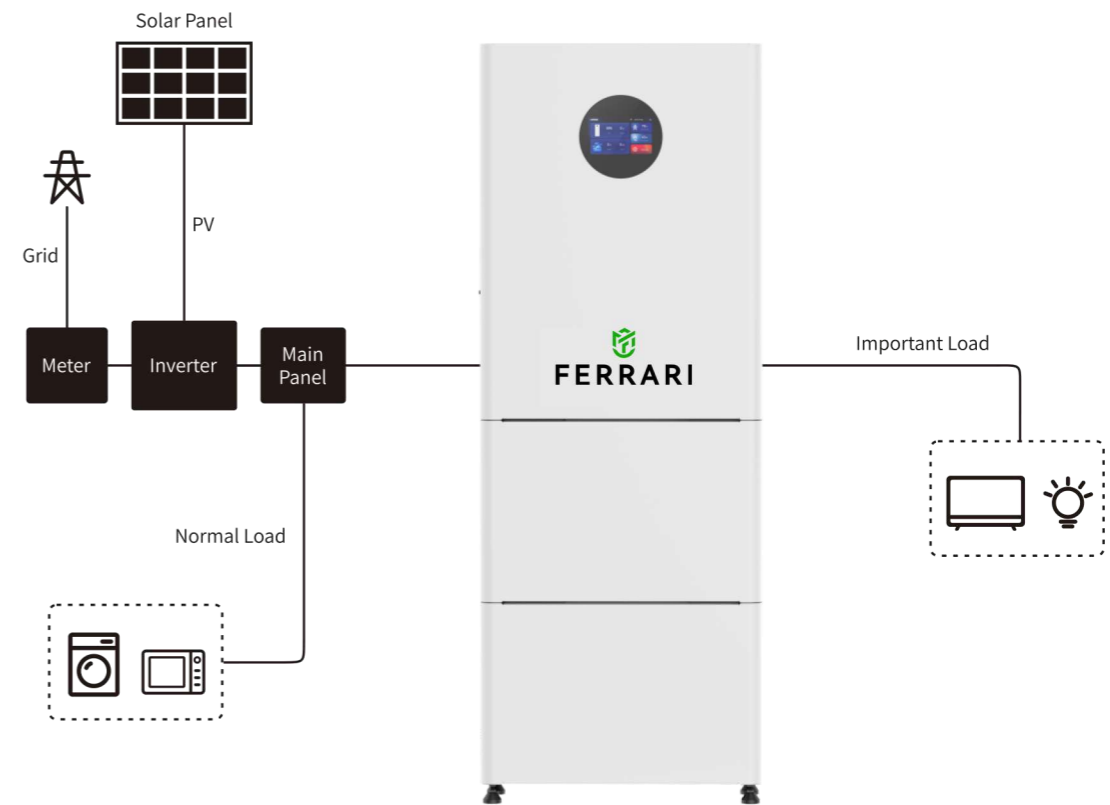 Solar Panel
PV
Grid
Meter
Inverter
Main
Panel
FERRARI
Important Load
Normal Load